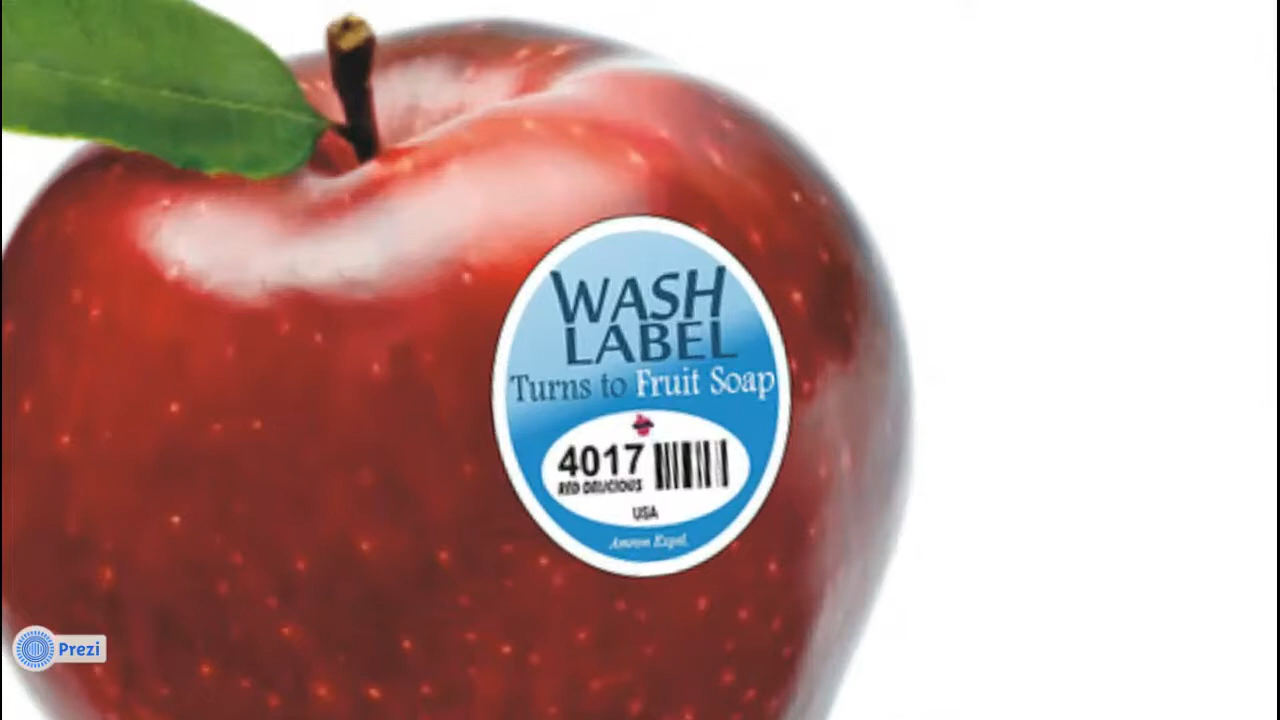 WASH
LABEL
Turns to Fruit Soap
4017
RED DELICIOUS
USA
Prezi